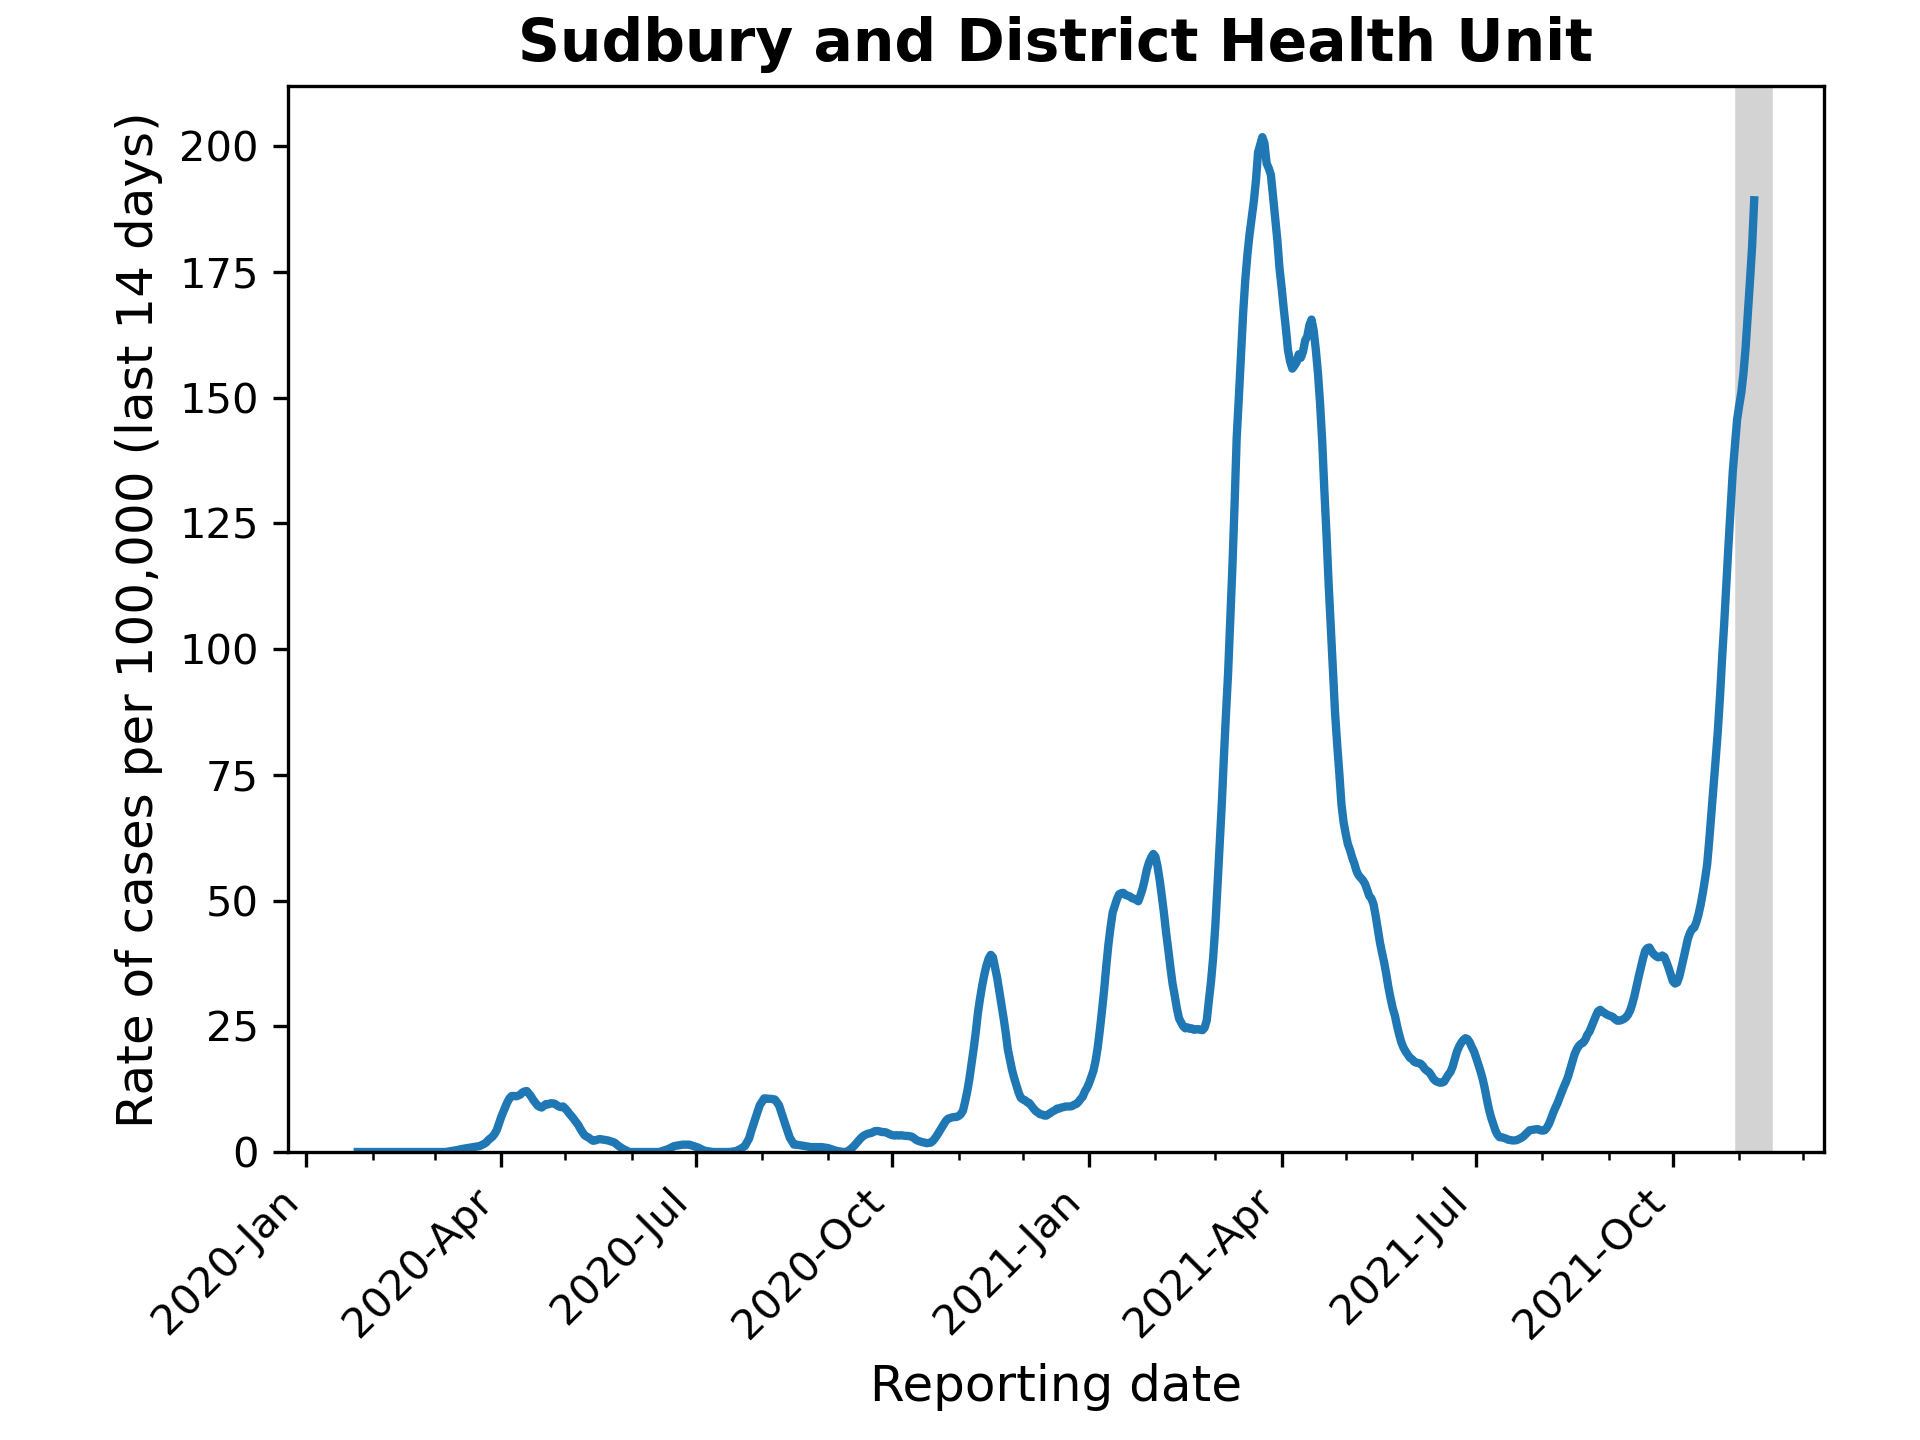 Sudbury and District Health Unit
Rate of cases per 100,000 (last 14 days)
200
175
150
125
100
75
50
25
0
2020-Jan
2020-Apr
2020-Jul
2020-Oct
2021-Jan
2021-Apr
2021-Jul
2021-Oct
Reporting date